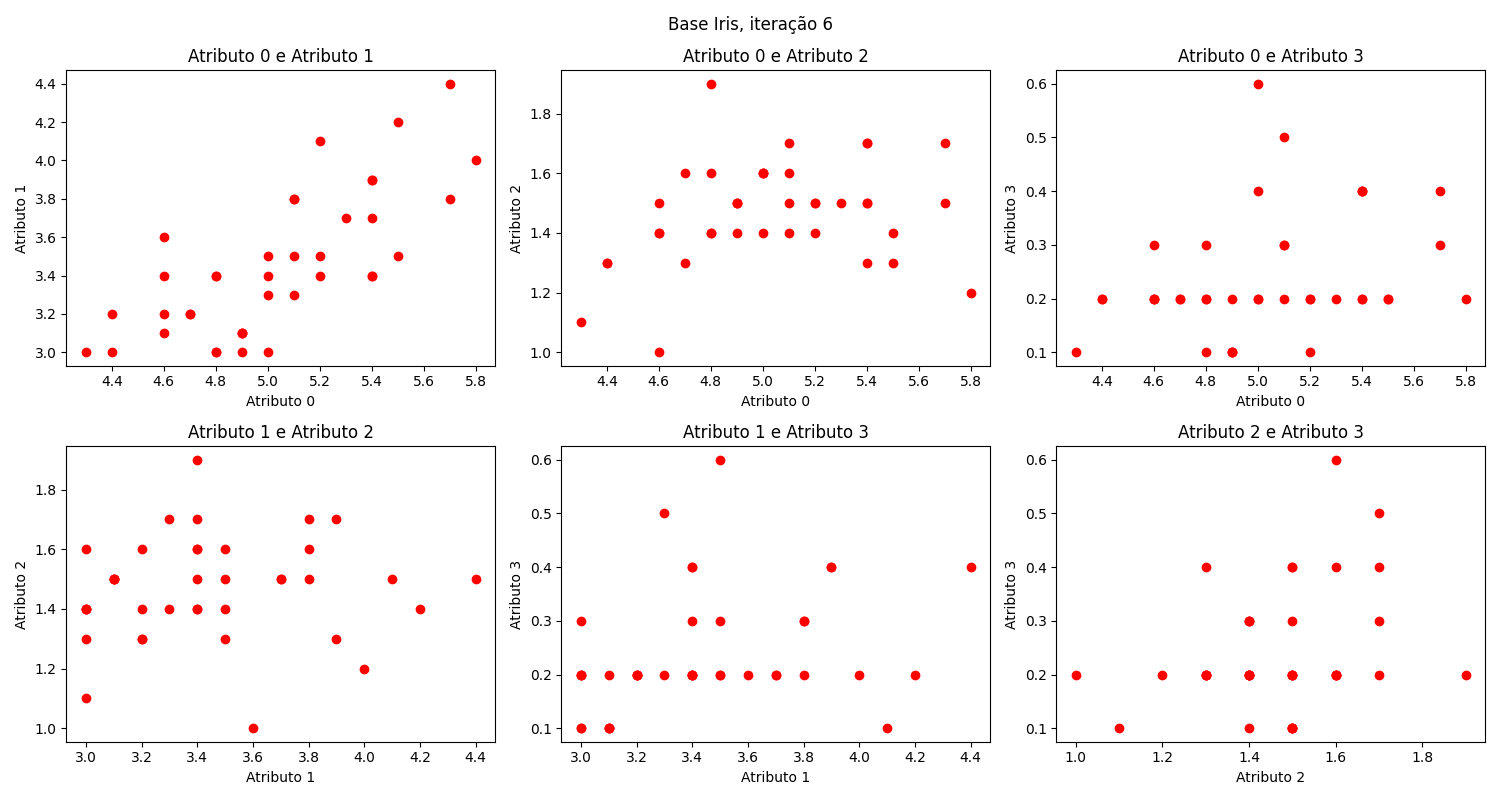 Base Iris, iteração 6
Atributo 0 e Atributo 1
4.4
4.2
4.0
3.8
3.6
3.4
3.2
3.0
Atributo 1
4.4 4.6 4.8 5.0 5.2 5.4 5.6 5.8
Atributo 0
Atributo 0 e Atributo 2
1.8
1.6
1.4
1.2
1.0
Atributo 2
4.4 4.6 4.8 5.0 5.2 5.4 5.6 5.8
Atributo 0
Atributo 0 e Atributo 3
0.6
0.5
0.4
0.3
0.2
0.1
Atributo 3
4.4 4.6 4.8 5.0 5.2 5.4 5.6 5.8
Atributo 0
Atributo 1 e Atributo 2
1.8
1.6
1.4
1.2
1.0
Atributo 2
3.0 3.2 3.4 3.6 3.8 4.0 4.2 4.4
Atributo 1
Atributo 1 e Atributo 3
0.6
0.5
0.4
0.3
0.2
0.1
Atributo 3
3.0 3.2 3.4 3.6 3.8 4.0 4.2 4.4
Atributo 1
Atributo 2 e Atributo 3
0.6
0.5
0.4
0.3
0.2
0.1
Atributo 3
1.0 1.2 1.4 1.6 1.8
Atributo 2